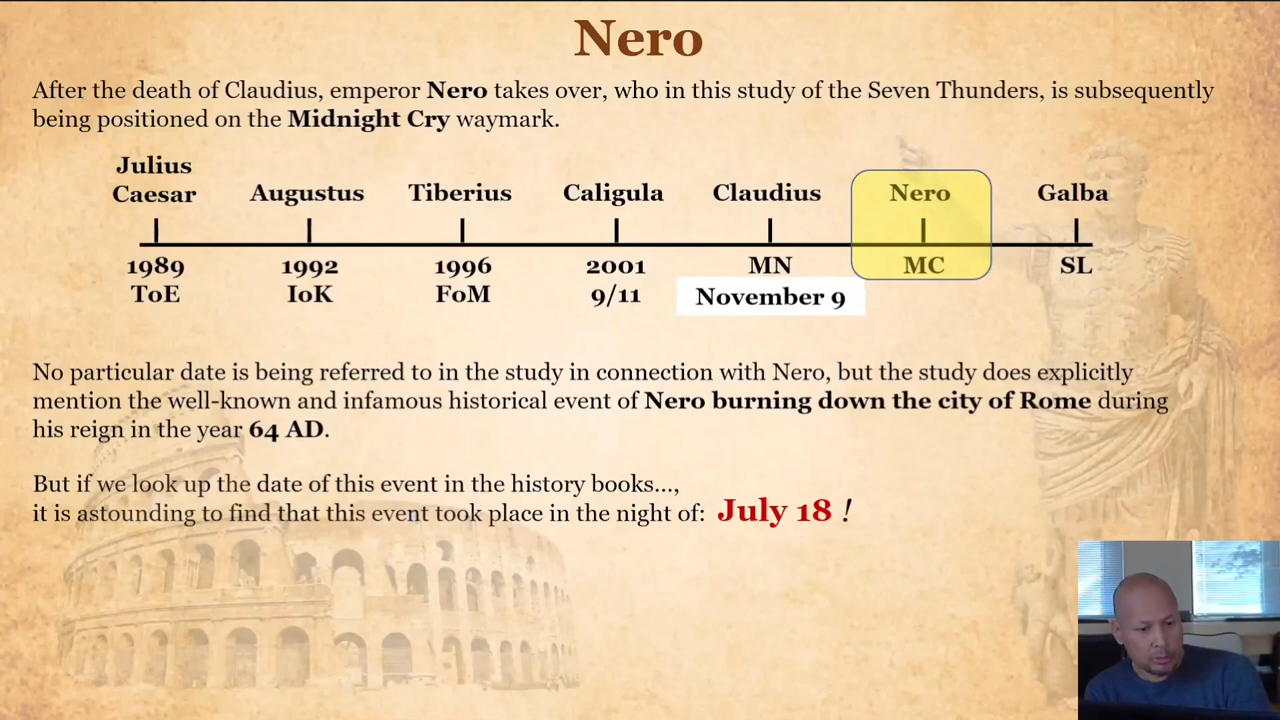 Nero
After the death of Claudius, emperor Nero takes over, who in this study of the Seven Thunders, is subsequently
being positioned on the Midnight Cry waymark.
Julius
Caesar Augustus Tiberius Caligula Claudius Nero Galba
1989 1992 1996 2001 MN MC SL
ToE IoK FoM 9/11 November 9
No particular date is being referred to in the study in connection with Nero, but the study does explicitly
mention the well-known and infamous historical event of Nero burning down the city of Rome during
his reign in the year 64 AD.
But if we look up the date of this event in the history books...,
it is astounding to find that this event took place in the night of: July 18 !